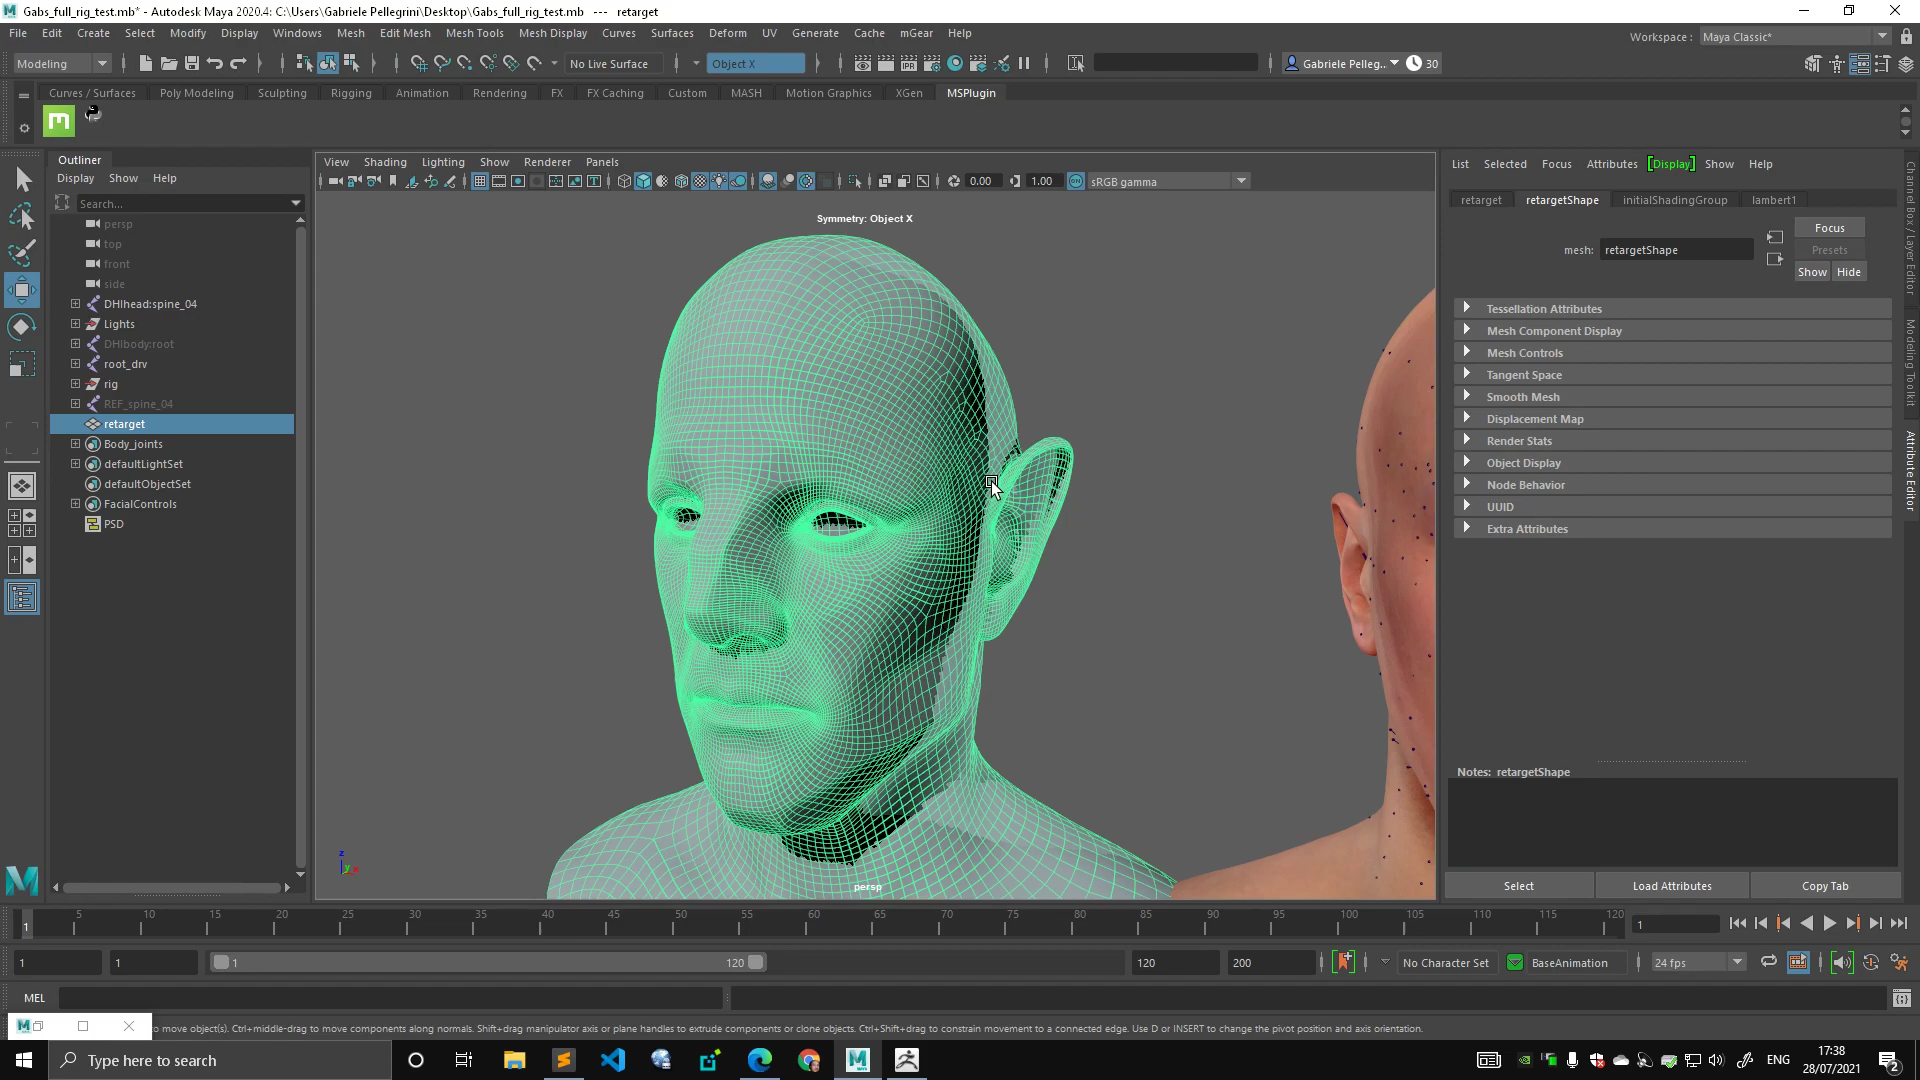 Gabs_full_rig_test.mb* - Autodesk Maya 2020.4: C:\Users\Gabriele Pellegrini\Desktop\Gabs_full_rig_test.mb   ---   retarget
File Edit Create Select Modify Display Windows Mesh Edit Mesh Mesh Tools Mesh Display Curves Surfaces Deform UV Generate Cache mGear Help
Workspace : Maya Classic*
Modeling No Live Surface Object X Gabriele Pelleg... 30
Curves / Surfaces Poly Modeling Sculpting Rigging Animation Rendering FX FX Caching Custom MASH Motion Graphics XGen MSPlugin
Outliner
Display Show Help
Search...
persp
top
front
side
DHIhead:spine_04
Lights
DHIbody:root
root_drv
rig
REF_spine_04
retarget
Body_joints
defaultLightSet
defaultObjectSet
FacialControls
PSD
View Shading Lighting Show Renderer Panels
0.00 1.00 sRGB gamma
Symmetry: Object X
z
y x
persp
List Selected Focus Attributes [Display] Show Help
retarget retargetShape initialShadingGroup lambert1
Focus
mesh: retargetShape
Presets
Show Hide
Tessellation Attributes
Mesh Component Display
Mesh Controls
Tangent Space
Smooth Mesh
Displacement Map
Render Stats
Object Display
Node Behavior
UUID
Extra Attributes
Notes: retargetShape
Select Load Attributes Copy Tab
Channel Box / Layer Editor
Modeling Toolkit
Attribute Editor
1 5 10 15 20 25 30 35 40 45 50 55 60 65 70 75 80 85 90 95 100 105 110 115 120 1
1 1 1 120 120 200 No Character Set BaseAnimation 24 fps
MEL
to move object(s). Ctrl+middle-drag to move components along normals. Shift+drag manipulator axis or plane handles to extrude components or clone objects. Ctrl+Shift+drag to constrain movement to a connected edge. Use D or INSERT to change the pivot position and axis orientation.
Type here to search
ENG
17:38
28/07/2021
2